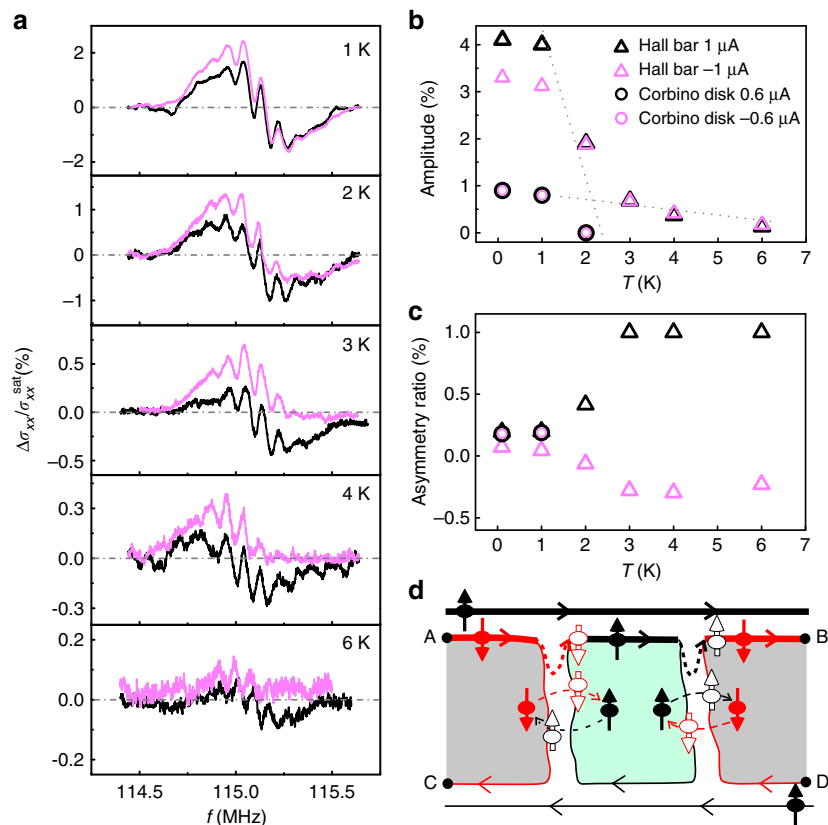 a
1 K
2
0
–2
2 K
1
0
–1
3 K
0.5
0.0
–0.5
4 K
0.3
0.0
–0.3
6 K
0.2
0.0
–0.2
114.5 115.0 115.5
f (MHz)
Δσxx/σxx^sat(%)
b
4
3
2
1
0
Amplitude (%)
Hall bar 1 μA
Hall bar –1 μA
Corbino disk 0.6 μA
Corbino disk –0.6 μA
0 1 2 3 4 5 6 7
T (K)
c
1.0
0.5
0.0
–0.5
Asymmetry ratio (%)
0 1 2 3 4 5 6 7
T (K)
d
A B
C D